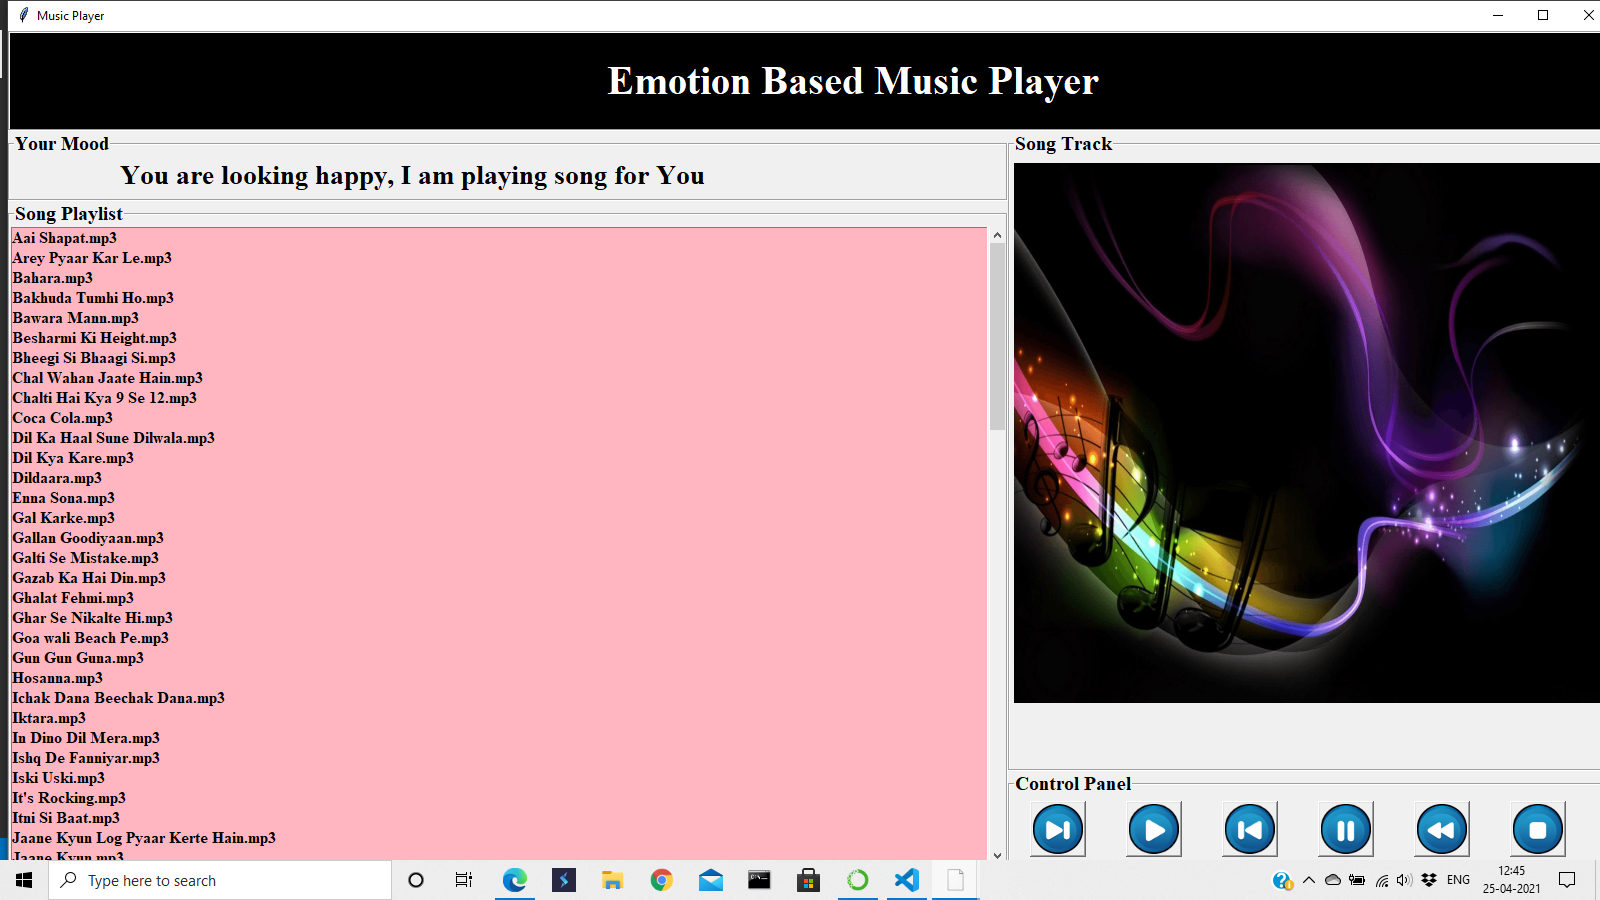 Music Player
Emotion Based Music Player
Your Mood
You are looking happy, I am playing song for You
Song Playlist
Aai Shapat.mp3
Arey Pyaar Kar Le.mp3
Bahara.mp3
Bakhuda Tumhi Ho.mp3
Bawara Mann.mp3
Besharmi Ki Height.mp3
Bheegi Si Bhaagi Si.mp3
Chal Wahan Jaate Hain.mp3
Chalti Hai Kya 9 Se 12.mp3
Coca Cola.mp3
Dil Ka Haal Sune Dilwala.mp3
Dil Kya Kare.mp3
Dildaara.mp3
Enna Sona.mp3
Gal Karke.mp3
Gallan Goodiyaan.mp3
Galti Se Mistake.mp3
Gazab Ka Hai Din.mp3
Ghalat Fehmi.mp3
Ghar Se Nikalte Hi.mp3
Goa wali Beach Pe.mp3
Gun Gun Guna.mp3
Hosanna.mp3
Ichak Dana Beechak Dana.mp3
Iktara.mp3
In Dino Dil Mera.mp3
Ishq De Fanniyar.mp3
Iski Uski.mp3
It's Rocking.mp3
Itni Si Baat.mp3
Jaane Kyun Log Pyaar Kerte Hain.mp3
Jaane Kyun.mp3
Song Track
Control Panel
Type here to search
ENG
12:45
25-04-2021